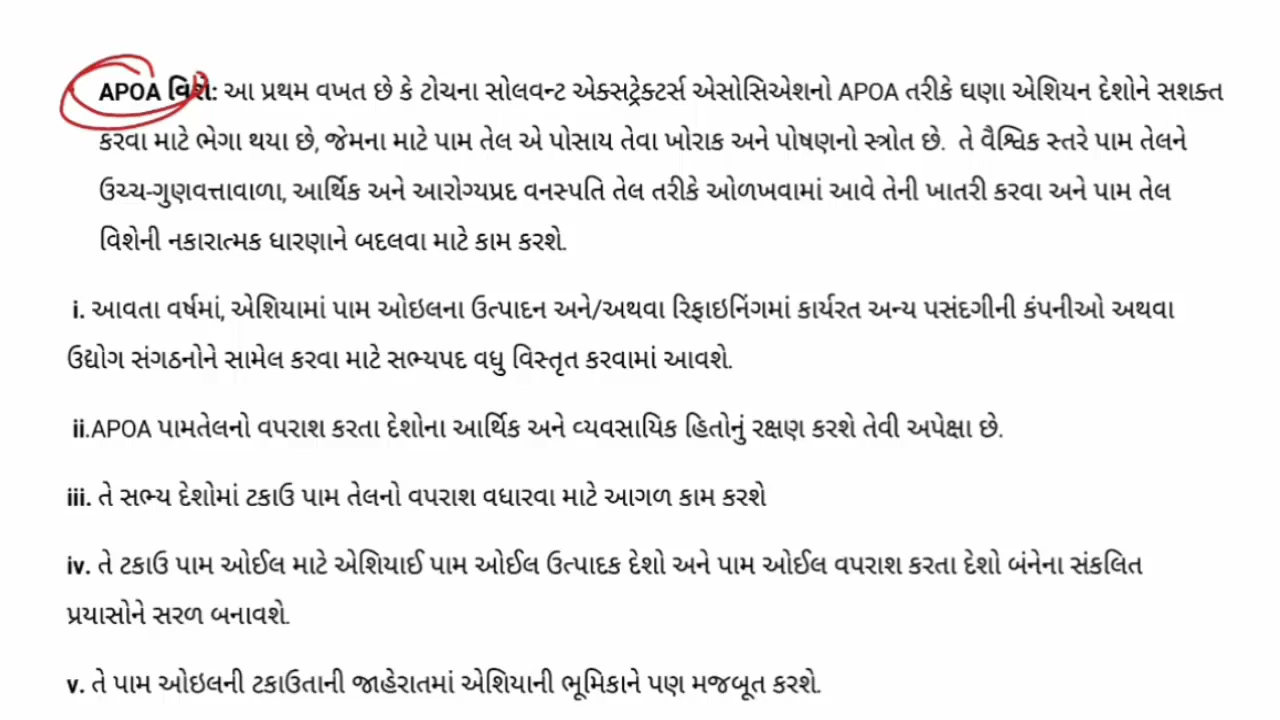 APOA વિશે: આ પ્રથમ વખત છે કે ટોચના સોલવન્ટ એક્સટ્રેક્ટર્સ એસોસિએશનો APOA તરીકે ઘણા એશિયન દેશોને સશક્ત
કરવા માટે ભેગા થયા છે, જેમના માટે પામ તેલ એ પોસાય તેવા ખોરાક અને પોષણનો સ્ત્રોત છે. તે વૈશ્વિક સ્તરે પામ તેલને
ઉચ્ચ-ગુણવત્તાવાળા, આર્થિક અને આરોગ્યપ્રદ વનસ્પતિ તેલ તરીકે ઓળખવામાં આવે તેની ખાતરી કરવા અને પામ તેલ
વિશેની નકારાત્મક ધારણાને બદલવા માટે કામ કરશે.
i. આવતા વર્ષમાં, એશિયામાં પામ ઓઇલના ઉત્પાદન અને/અથવા રિફાઇનિંગમાં કાર્યરત અન્ય પસંદગીની કંપનીઓ અથવા
ઉદ્યોગ સંગઠનોને સામેલ કરવા માટે સભ્યપદ વધુ વિસ્તૃત કરવામાં આવશે.
ii.APOA પામતેલનો વપરાશ કરતા દેશોના આર્થિક અને વ્યવસાયિક હિતોનું રક્ષણ કરશે તેવી અપેક્ષા છે.
iii. તે સભ્ય દેશોમાં ટકાઉ પામ તેલનો વપરાશ વધારવા માટે આગળ કામ કરશે
iv. તે ટકાઉ પામ ઓઈલ માટે એશિયાઈ પામ ઓઈલ ઉત્પાદક દેશો અને પામ ઓઈલ વપરાશ કરતા દેશો બંનેના સંકલિત
પ્રયાસોને સરળ બનાવશે.
v. તે પામ ઓઇલની ટકાઉતાની જાહેરાતમાં એશિયાની ભૂમિકાને પણ મજબૂત કરશે.